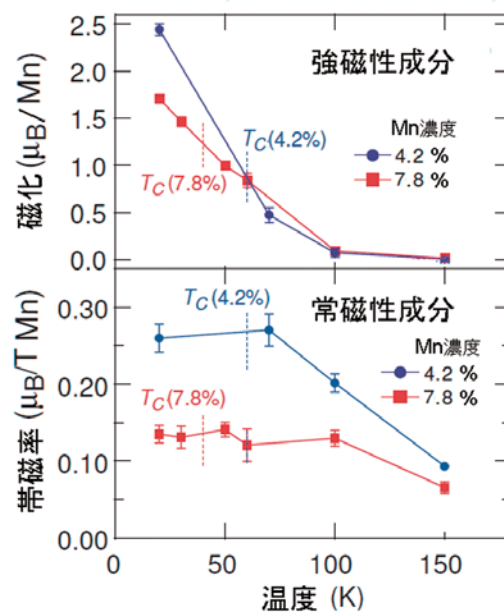 磁化 (μB/Mn)
2.5
2.0
1.5
1.0
0.5
0.0
強磁性成分
Mn濃度
4.2 %
7.8 %
TC(4.2%)
TC(7.8%)
帯磁率 (μB/T Mn)
0.30
0.20
0.10
0.00
常磁性成分
Mn濃度
4.2 %
7.8 %
TC(4.2%)
TC(7.8%)
0
50
100
150
温度 (K)